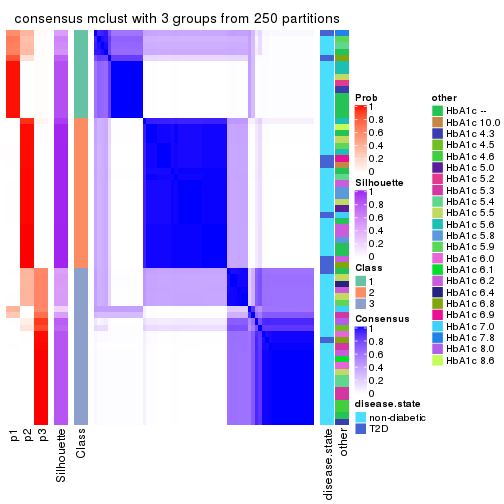 consensus mclust with 3 groups from 250 partitions
p1
p2
p3
Silhouette
Class
disease.state
other
Prob
1
0.8
0.6
0.4
0.2
0
Silhouette
1
0.8
0.6
0.4
0.2
0
Class
1
2
3
Consensus
1
0.8
0.6
0.4
0.2
0
disease.state
non-diabetic
T2D
other
HbA1c --
HbA1c 10.0
HbA1c 4.3
HbA1c 4.5
HbA1c 4.6
HbA1c 5.0
HbA1c 5.2
HbA1c 5.3
HbA1c 5.4
HbA1c 5.5
HbA1c 5.6
HbA1c 5.8
HbA1c 5.9
HbA1c 6.0
HbA1c 6.1
HbA1c 6.2
HbA1c 6.4
HbA1c 6.8
HbA1c 6.9
HbA1c 7.0
HbA1c 7.8
HbA1c 8.0
HbA1c 8.6